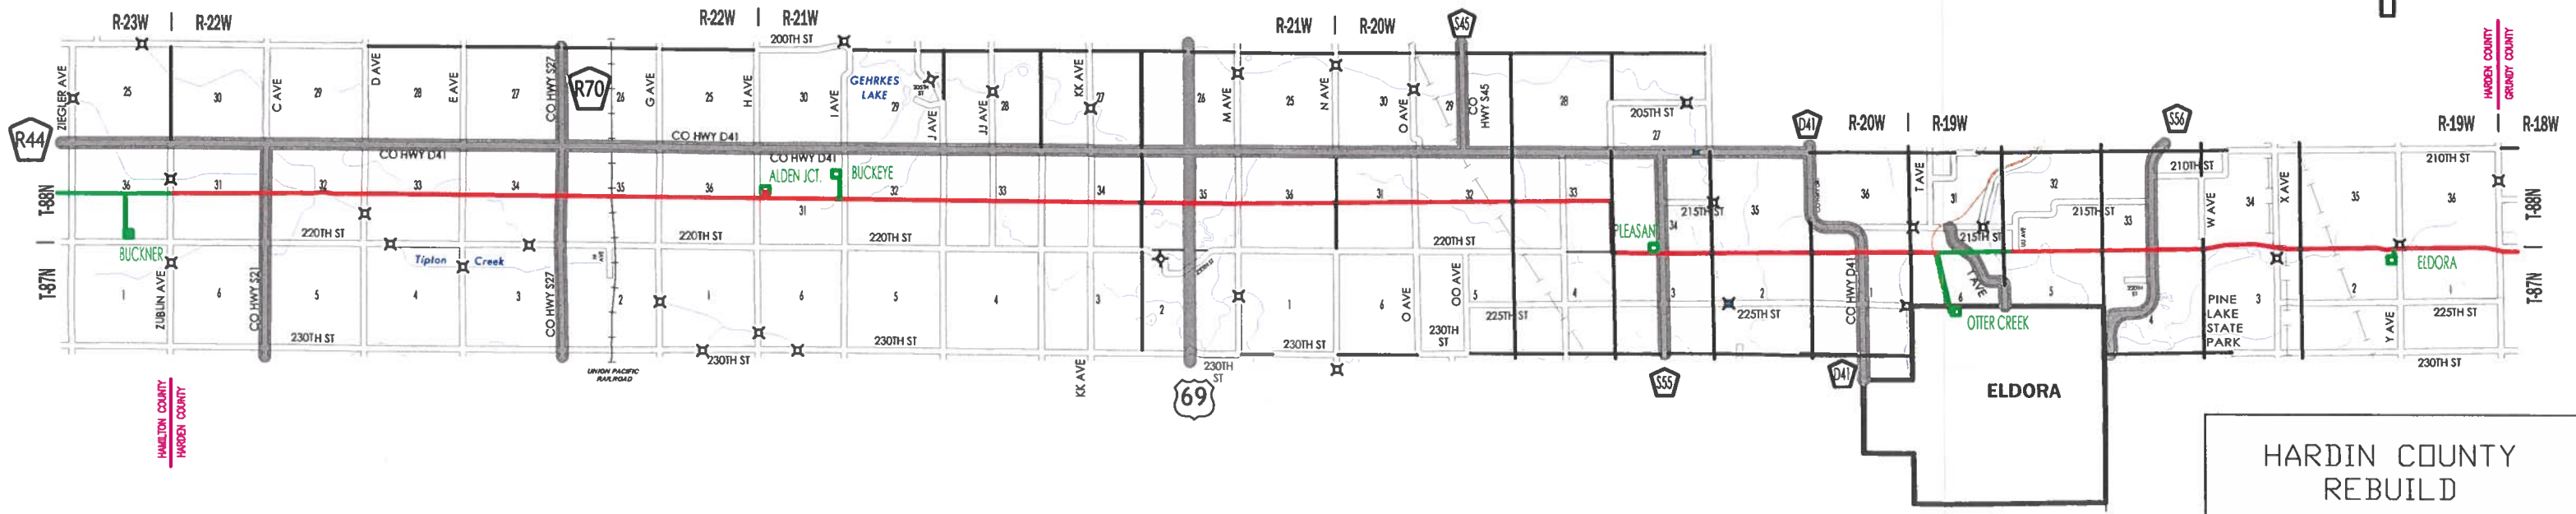 R-23W | R-22W
R-22W | R-21W
R-21W | R-20W
S45
200TH ST
HARDEN COUNTY
GRUNDY COUNTY
ZIEGLER AVE
25
30
C AVE
29
D AVE
28
E AVE
27
CO HWY S27
R70
26
G AVE
25
H AVE
30
I AVE
GEHRKES
LAKE
29
205TH
ST
J AVE
JJ AVE
28
KK AVE
27
26
M AVE
25
N AVE
30
O AVE
29
CO
HWY S45
28
205TH ST
27
R44
CO HWY D41
CO HWY D41
CO HWY D41
D41
R-20W | R-19W
S56
R-19W | R-18W
210TH ST
210TH ST
T-88N
36
31
32
33
34
35
36
ALDEN JCT.
BUCKEYE
31
32
33
34
35
36
31
32
33
34
215TH ST
35
36
T AVE
31
32
215TH ST
33
W AVE
34
X AVE
35
36
T-88N
BUCKNER
220TH ST
220TH ST
220TH ST
220TH ST
PLEASANT
215TH ST
UU AVE
ELDORA
Tipton Creek
T-87N
1
ZUBLIN AVE
6
CO HWY S21
5
4
3
CO HWY S27
2
1
6
5
4
3
2
1
6
O AVE
OO AVE
5
4
3
2
CO HWY D41
1
T AVE
6
5
4
3
2
1
T-87N
225TH ST
225TH ST
225TH ST
OTTER CREEK
PINE
LAKE
STATE
PARK
Y AVE
230TH ST
230TH ST
230TH ST
KK AVE
230TH
ST
230TH ST
230TH
ST
230TH ST
UNION PACIFIC
RAILROAD
69
S55
D41
ELDORA
HAMILTON COUNTY
HARDEN COUNTY
HARDIN COUNTY
REBUILD